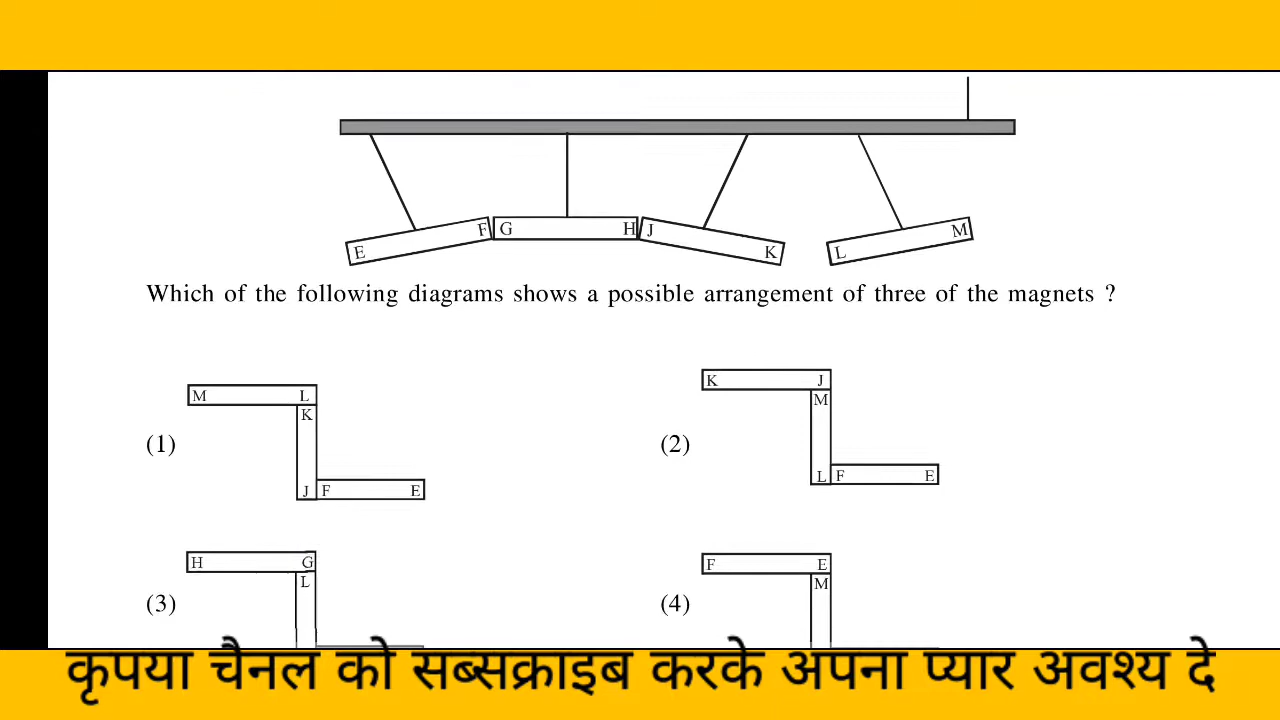 E F G H J K L M
Which of the following diagrams shows a possible arrangement of three of the magnets ?
(1) M L K J F E
(2) K J M L F E
(3) H G L
(4) F E M
कृपया चैनल को सब्सक्राइब करके अपना प्यार अवश्य दे